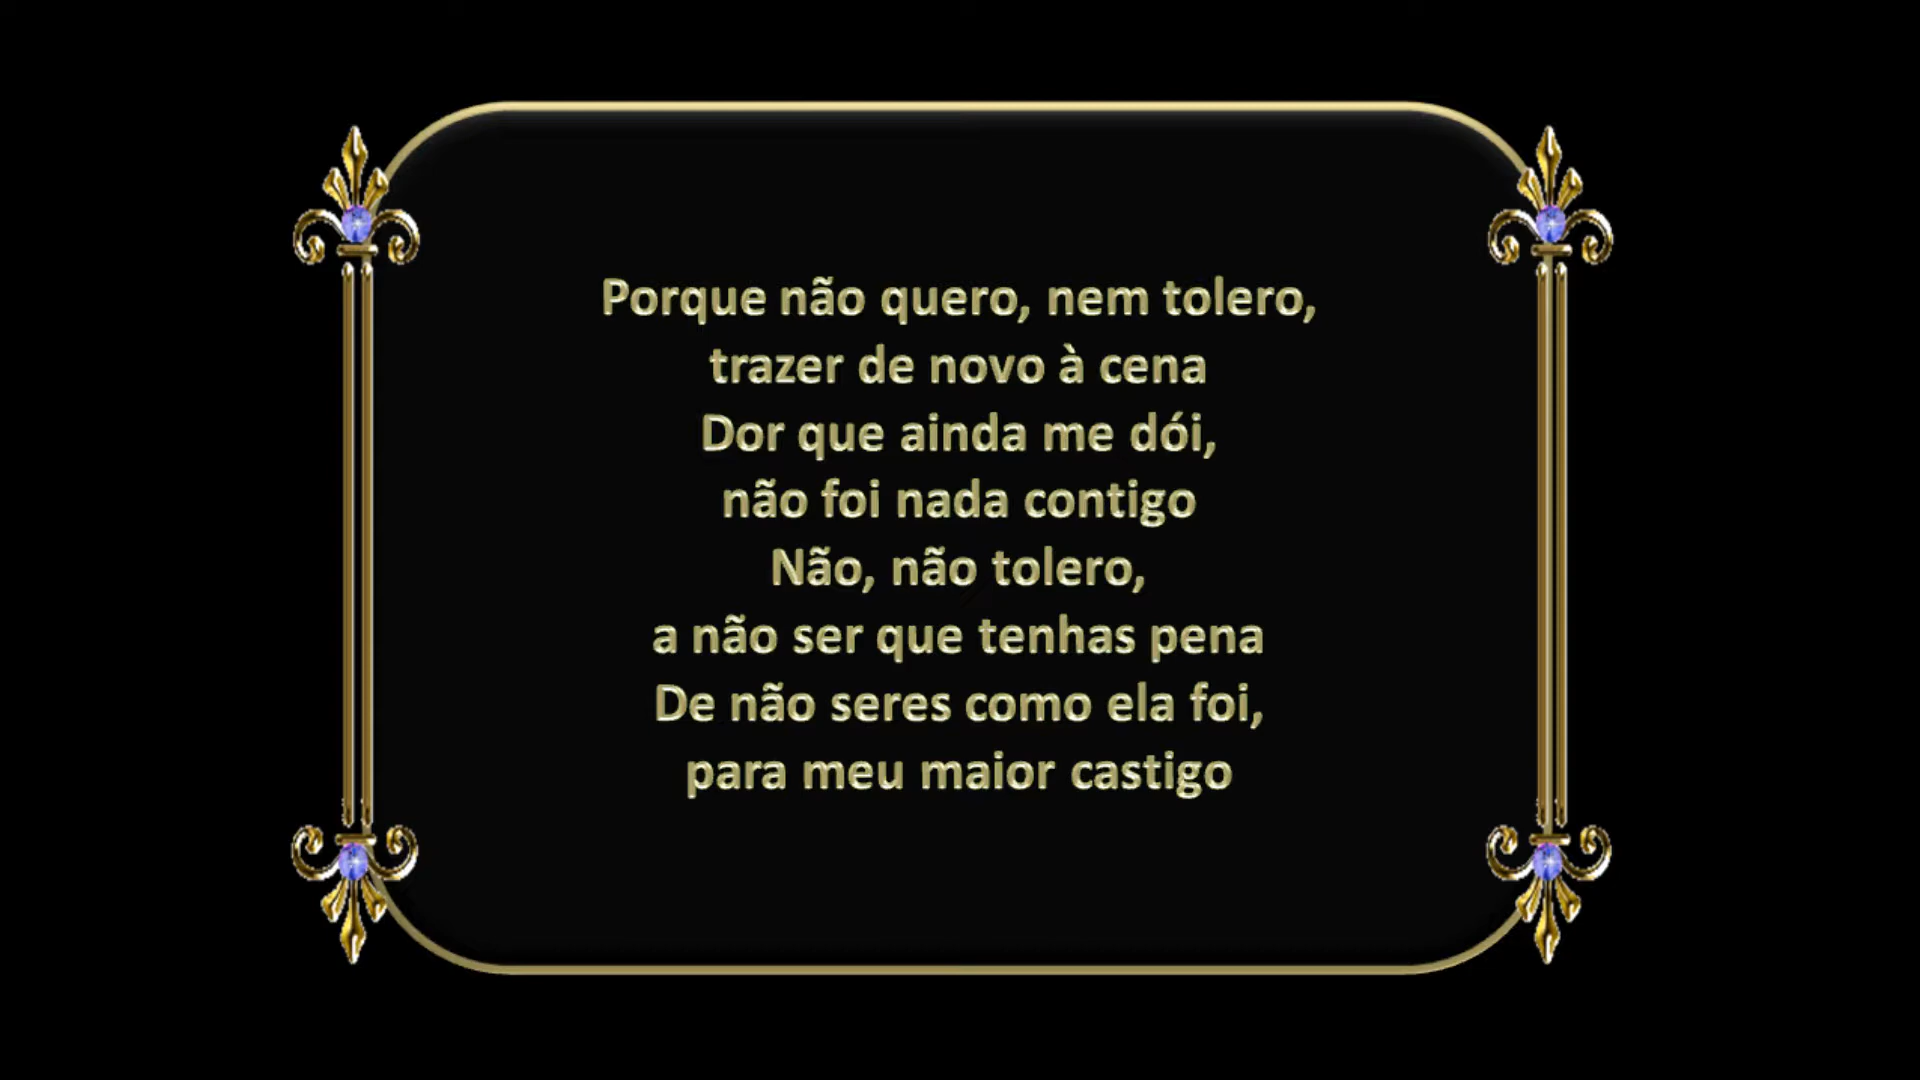 Porque não quero, nem tolero,
trazer de novo à cena
Dor que ainda me dói,
não foi nada contigo
Não, não tolero,
a não ser que tenhas pena
De não seres como ela foi,
para meu maior castigo